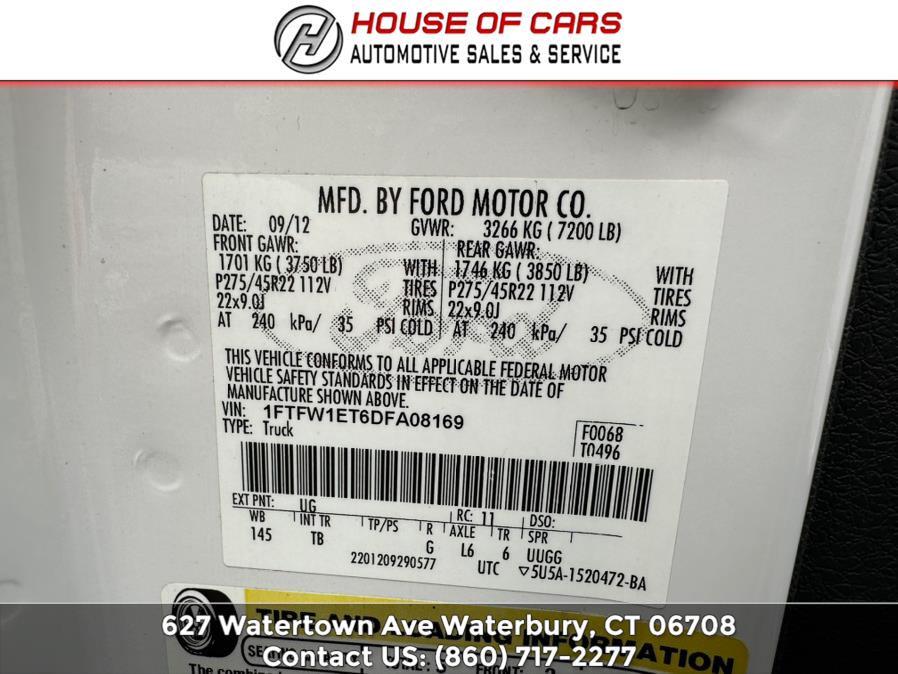 HOUSE OF CARS
AUTOMOTIVE SALES & SERVICE
MFD. BY FORD MOTOR CO.
DATE: 09/12 GVWR: 3266 KG ( 7200 LB)
FRONT GAWR: REAR GAWR:
1701 KG ( 3750 LB) WITH 1746 KG ( 3850 LB) WITH
P275/45R22 112V TIRES P275/45R22 112V TIRES
22x9.0J RIMS 22x9.0J RIMS
AT 240 kPa/ 35 PSI COLD AT 240 kPa/ 35 PSI COLD
THIS VEHICLE CONFORMS TO ALL APPLICABLE FEDERAL MOTOR
VEHICLE SAFETY STANDARDS IN EFFECT ON THE DATE OF
MANUFACTURE SHOWN ABOVE.
VIN: 1FTFW1ET6DFA08169
TYPE: Truck
F0068
T0496
EXT PNT: UG RC: 11 DSO:
WB INT TR TP/PS R AXLE TR SPR
145 TB G L6 6 UUGG
2201209290577 UTC ▽5U5A-1520472-BA
TIRE AND LOADING INFORMATION
627 Watertown Ave Waterbury, CT 06708
Contact US: (860) 717-2277